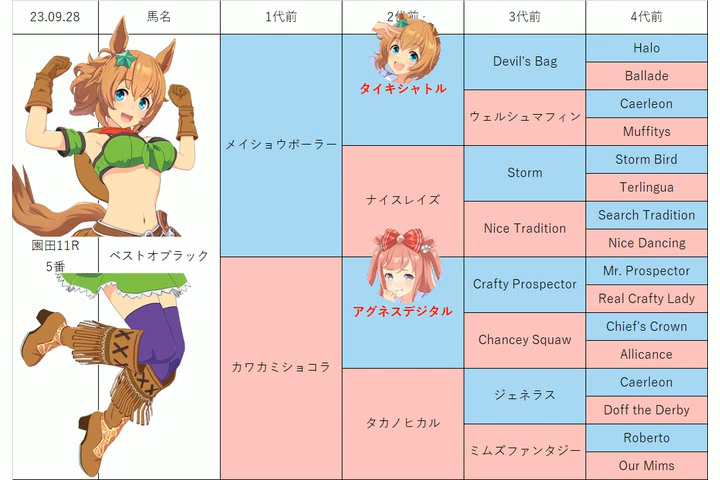 23.09.28 馬名 1代前 2代前 3代前 4代前
園田11R
5番
ベストオブラック
メイショウボーラー
カワカミショコラ
タイキシャトル
ナイスレイズ
アグネスデジタル
タカノヒカル
Devil's Bag
ウェルシュマフィン
Storm
Nice Tradition
Crafty Prospector
Chancey Squaw
ジェネラス
ミムズファンタジー
Halo
Ballade
Caerleon
Muffitys
Storm Bird
Terlingua
Search Tradition
Nice Dancing
Mr. Prospector
Real Crafty Lady
Chief's Crown
Allicance
Caerleon
Doff the Derby
Roberto
Our Mims